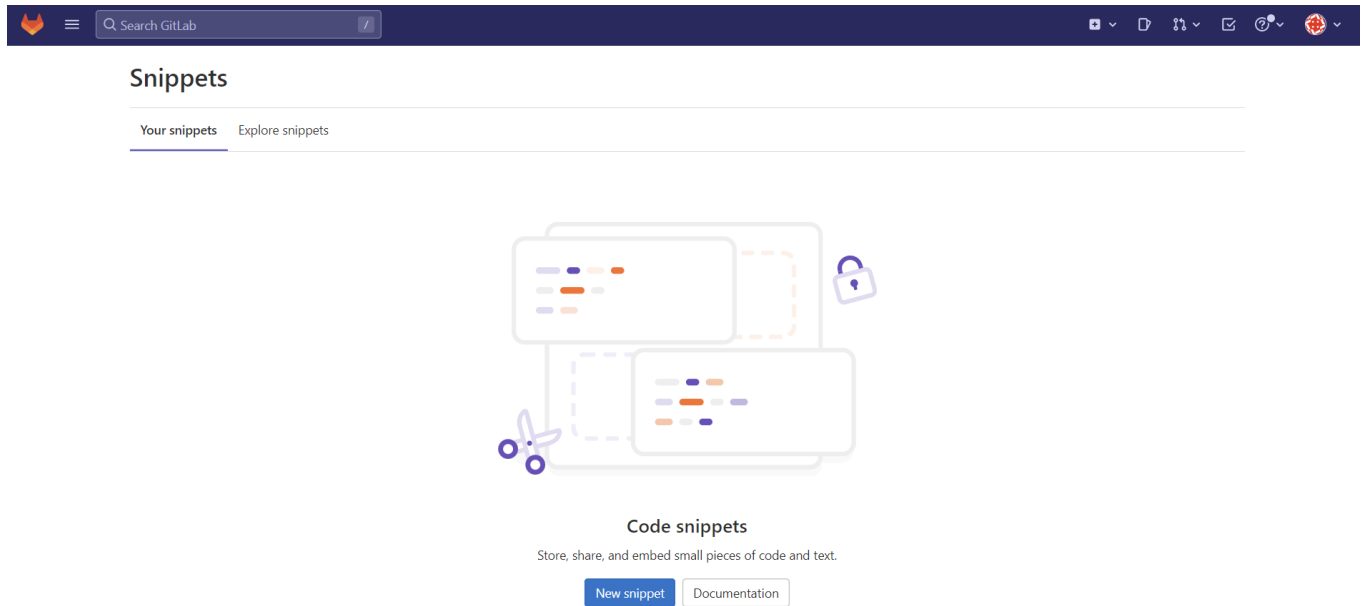 Search GitLab /
Snippets
Your snippets Explore snippets
Code snippets
Store, share, and embed small pieces of code and text.
New snippet Documentation